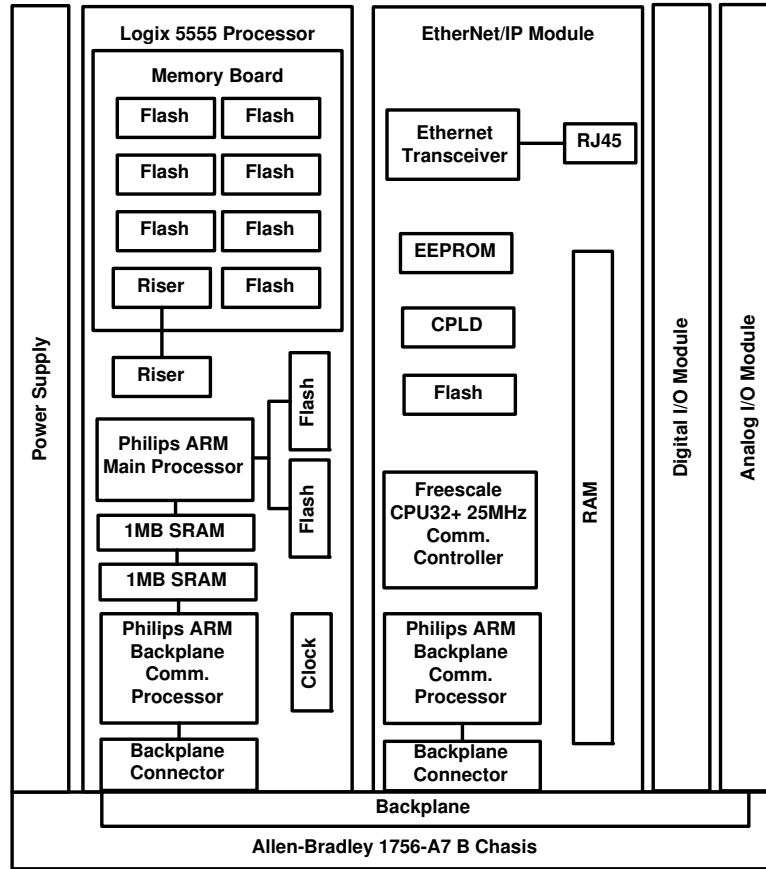 Power Supply
Logix 5555 Processor
Memory Board
Flash
Flash
Flash
Flash
Flash
Flash
Riser
Flash
Riser
Flash
Philips ARM
Main Processor
Flash
1MB SRAM
1MB SRAM
Philips ARM
Backplane
Comm.
Processor
Clock
Backplane
Connector
EtherNet/IP Module
Ethernet
Transceiver
RJ45
EEPROM
CPLD
Flash
Freescale
CPU32+ 25MHz
Comm.
Controller
RAM
Philips ARM
Backplane
Comm.
Processor
Backplane
Connector
Digital I/O Module
Analog I/O Module
Backplane
Allen-Bradley 1756-A7 B Chasis